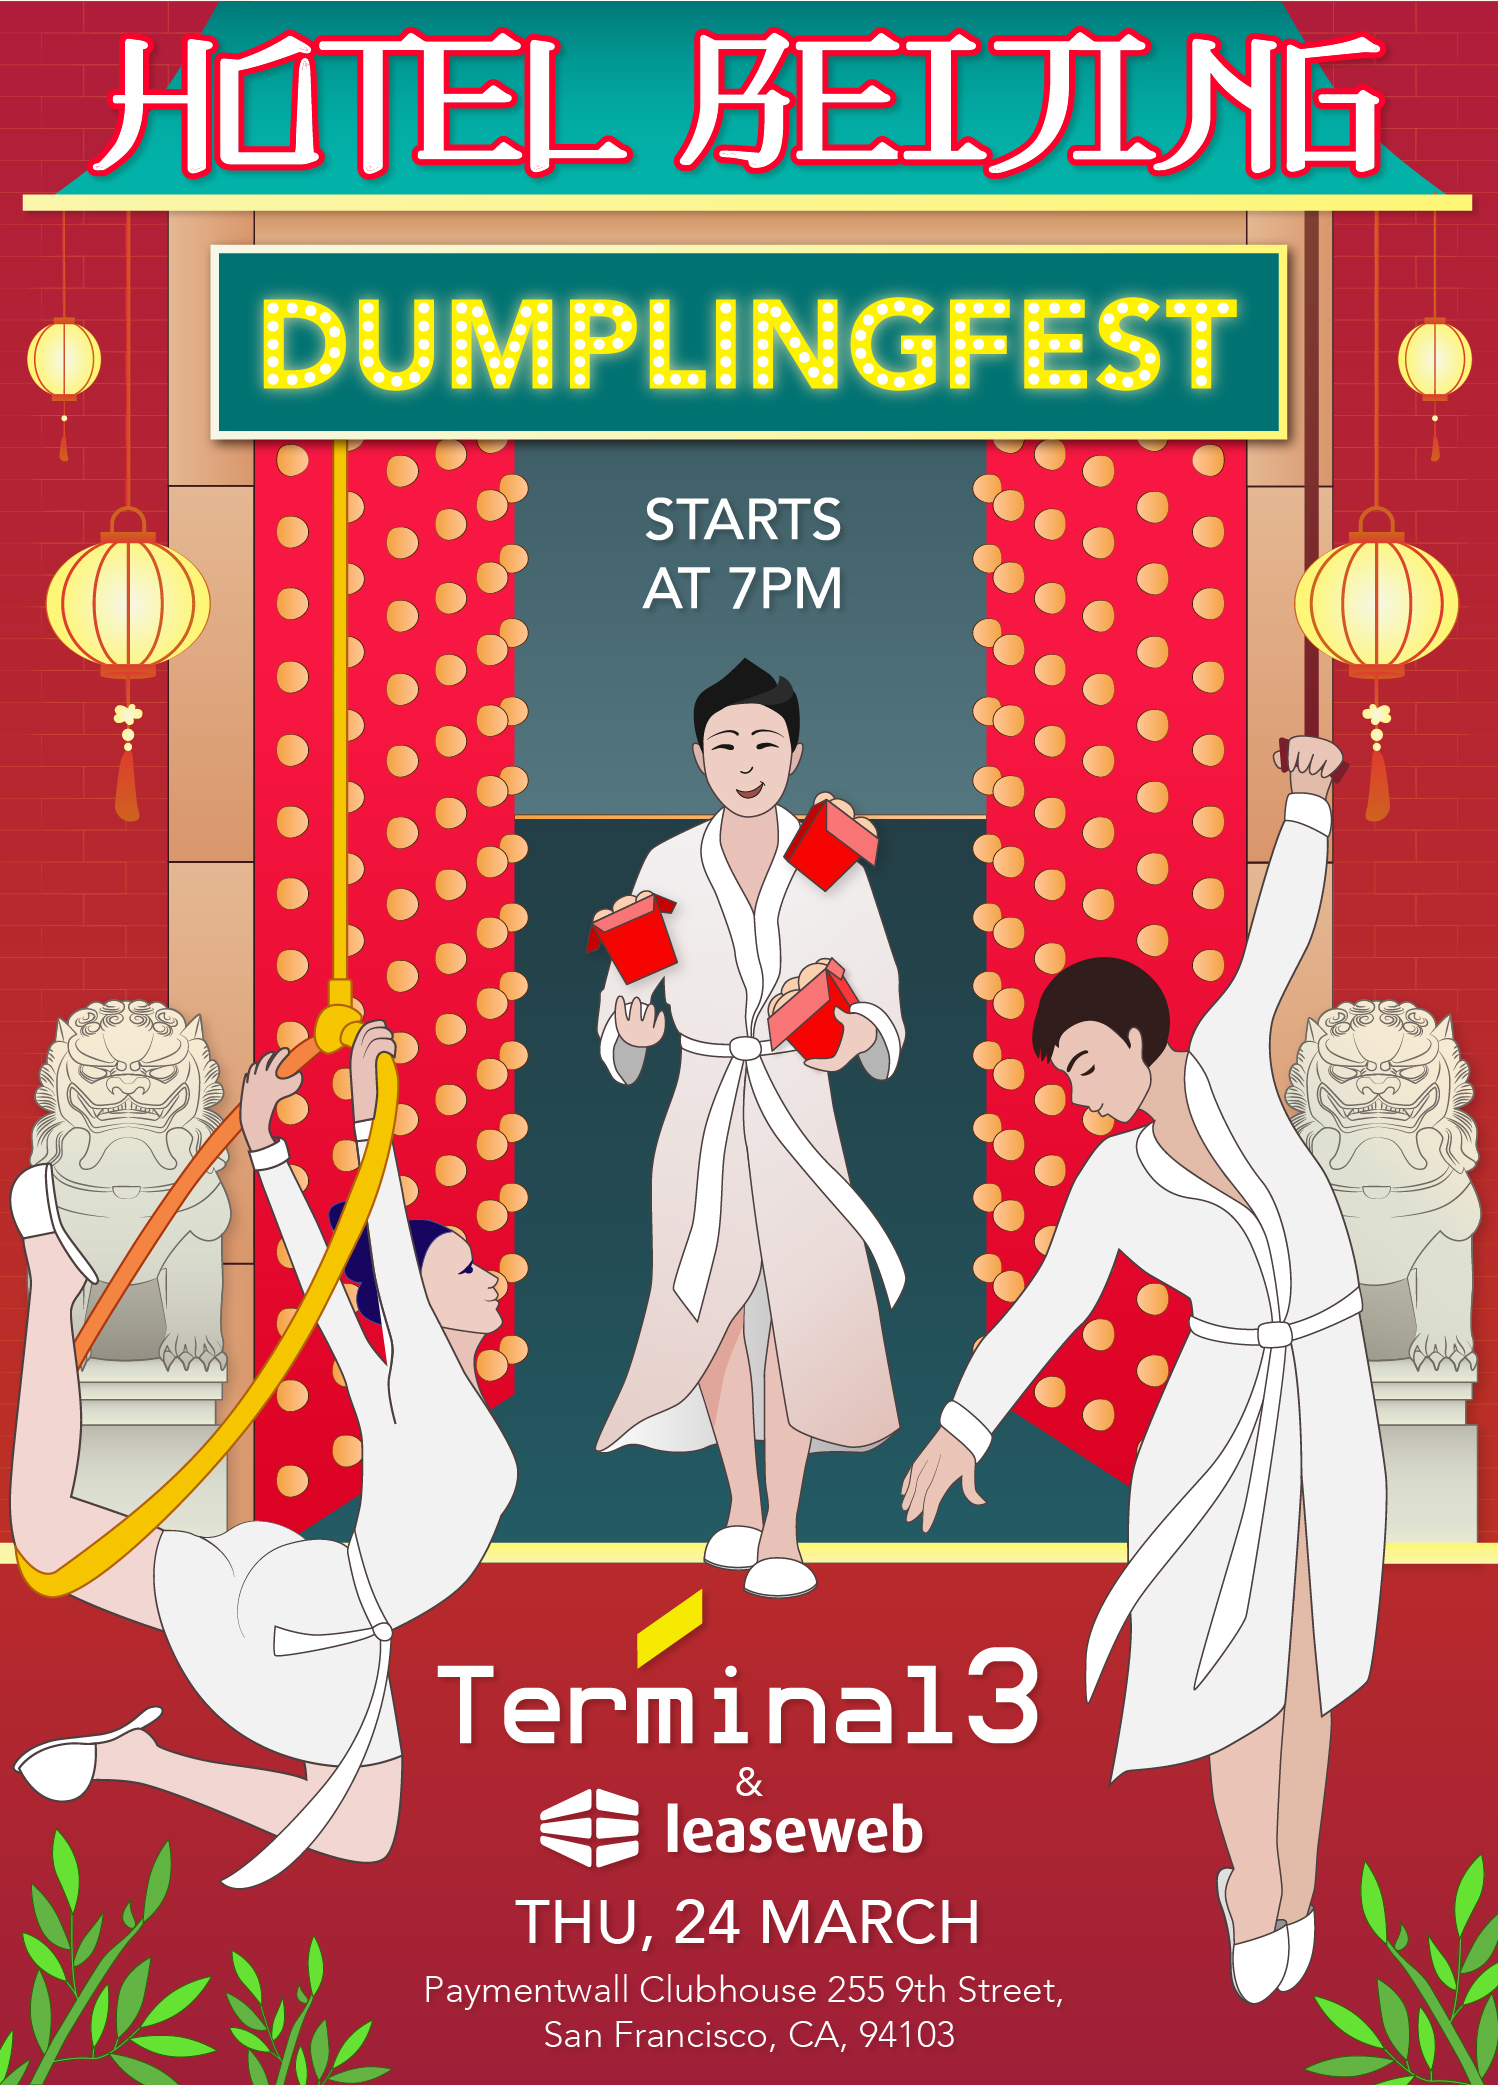 HOTEL BEIJING
DUMPLINGFEST
STARTS
AT 7PM
Terminal3
&
leaseweb
THU, 24 MARCH
Paymentwall Clubhouse 255 9th Street,
San Francisco, CA, 94103